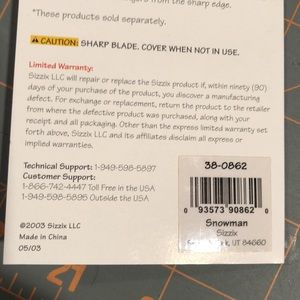 from the sharp edge.
*These products sold separately.
CAUTION: SHARP BLADE. COVER WHEN NOT IN USE.
Limited Warranty:
Sizzix LLC will repair or replace the Sizzix product if, within ninety (90)
days of your purchase of the product, you discover a manufacturing
defect. For exchange or replacement, return the product to the retailer
from where the defective product was purchased, along with your
receipt and all packaging. Other than the express limited warranty set
forth above, Sizzix LLC and its affiliates disclaim all express or
implied warranties.
Technical Support: 1-949-598-5897
Customer Support:
1-866-742-4447 Toll Free in the USA
1-949-598-5895 Outside the USA
©2003 Sizzix LLC
Made in China
05/03
38-0862
0 93573 90862 0
Snowman
Sizzix
UT 84660